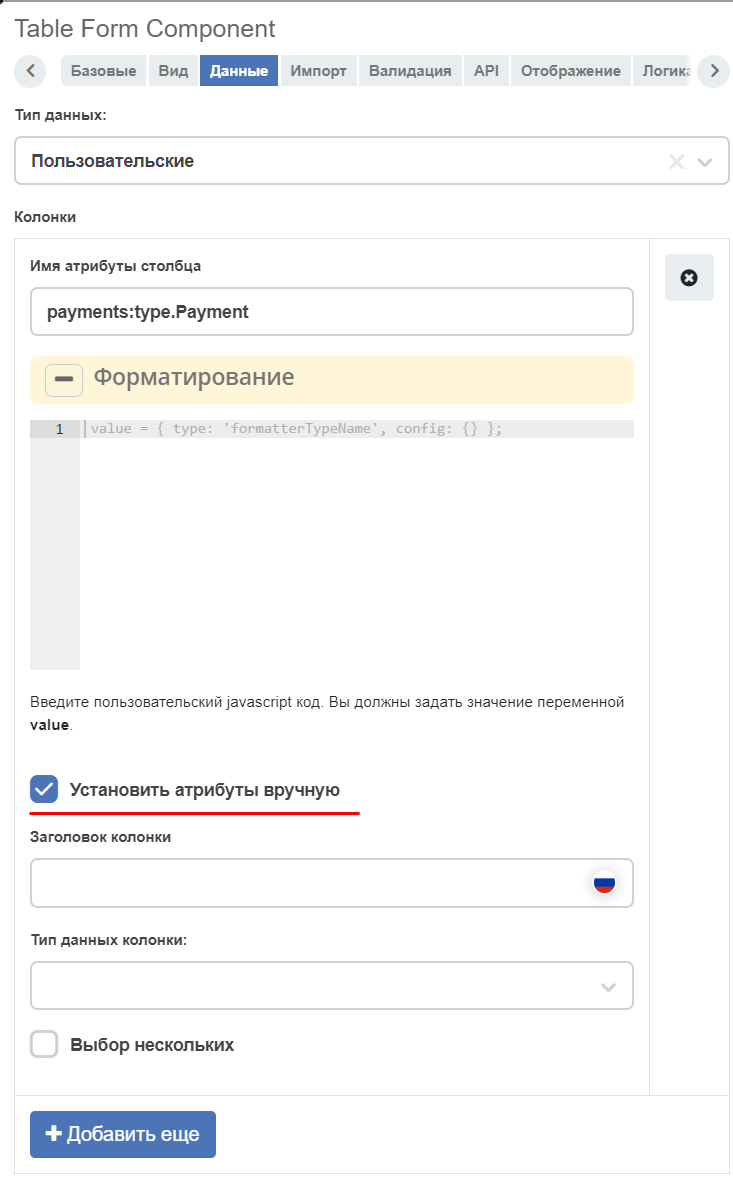 Table Form Component
Базовые Вид Данные Импорт Валидация API Отображение Логика
Тип данных:
Пользовательские
Колонки
Имя атрибуты столбца
payments:type.Payment
Форматирование
1 value = { type: 'formatterTypeName', config: {} };
Введите пользовательский javascript код. Вы должны задать значение переменной
value.
Установить атрибуты вручную
Заголовок колонки
Тип данных колонки:
Выбор нескольких
Добавить еще